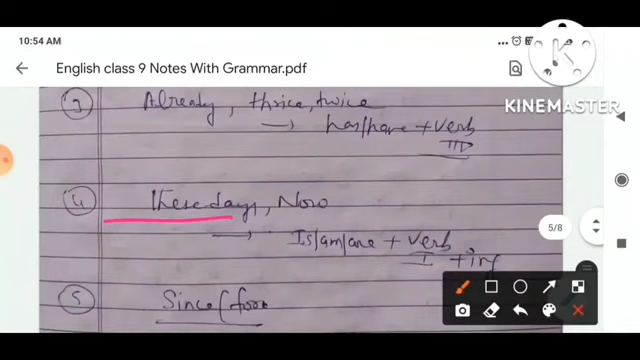 10:54 AM
English class 9 Notes With Grammar.pdf
KINEMASTER
3 Already, thrice, twice
→ has/have + verb
III
4 These days, Now
→ Is/am/are + verb + ing
I
5/8
5 Since/for